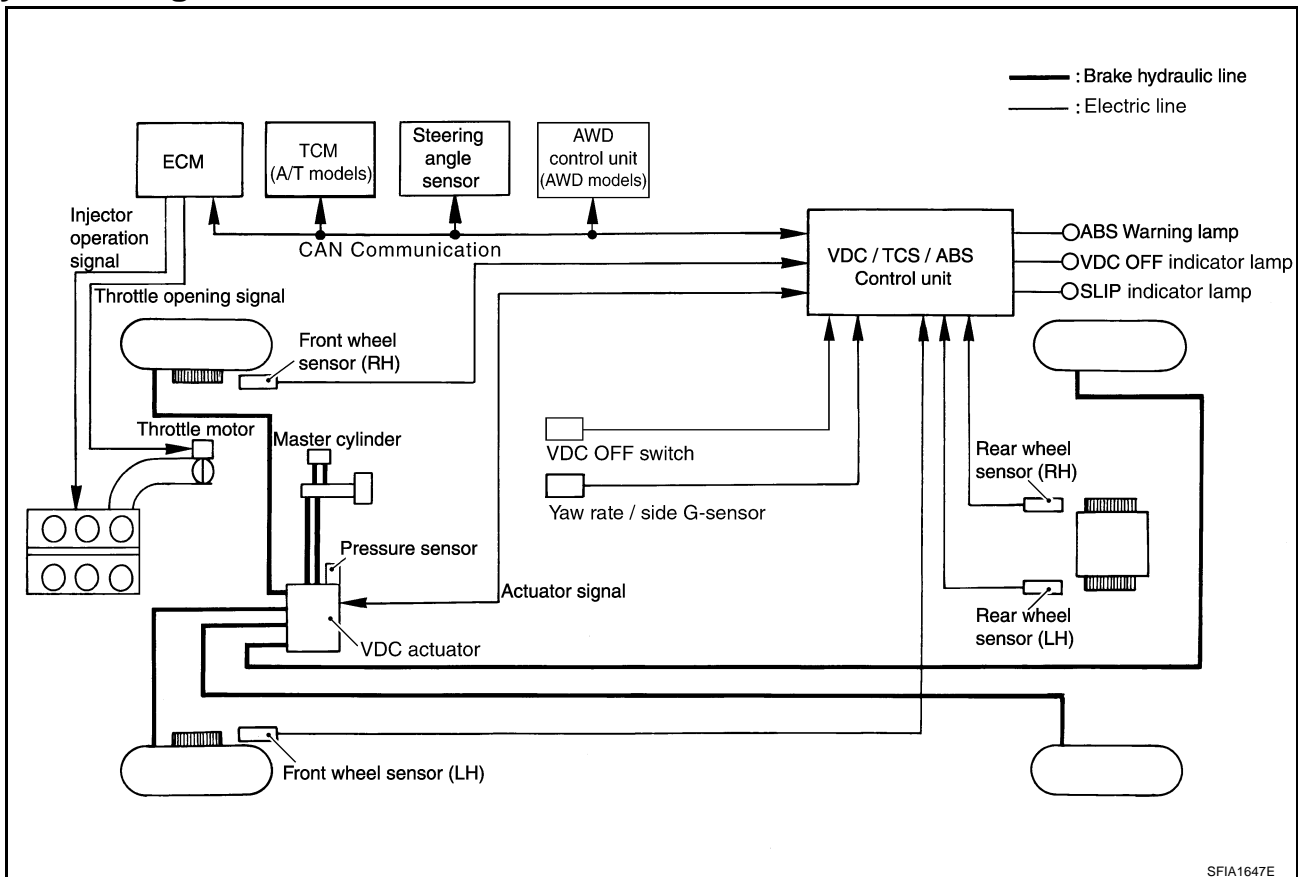 : Brake hydraulic line
: Electric line
ECM
TCM
(A/T models)
Steering
angle
sensor
AWD
control unit
(AWD models)
Injector
operation
signal
CAN Communication
VDC / TCS / ABS
Control unit
ABS Warning lamp
VDC OFF indicator lamp
SLIP indicator lamp
Throttle opening signal
Front wheel
sensor (RH)
Throttle motor
Master cylinder
VDC OFF switch
Yaw rate / side G-sensor
Rear wheel
sensor (RH)
Pressure sensor
Actuator signal
VDC actuator
Rear wheel
sensor (LH)
Front wheel sensor (LH)
SFIA1647E